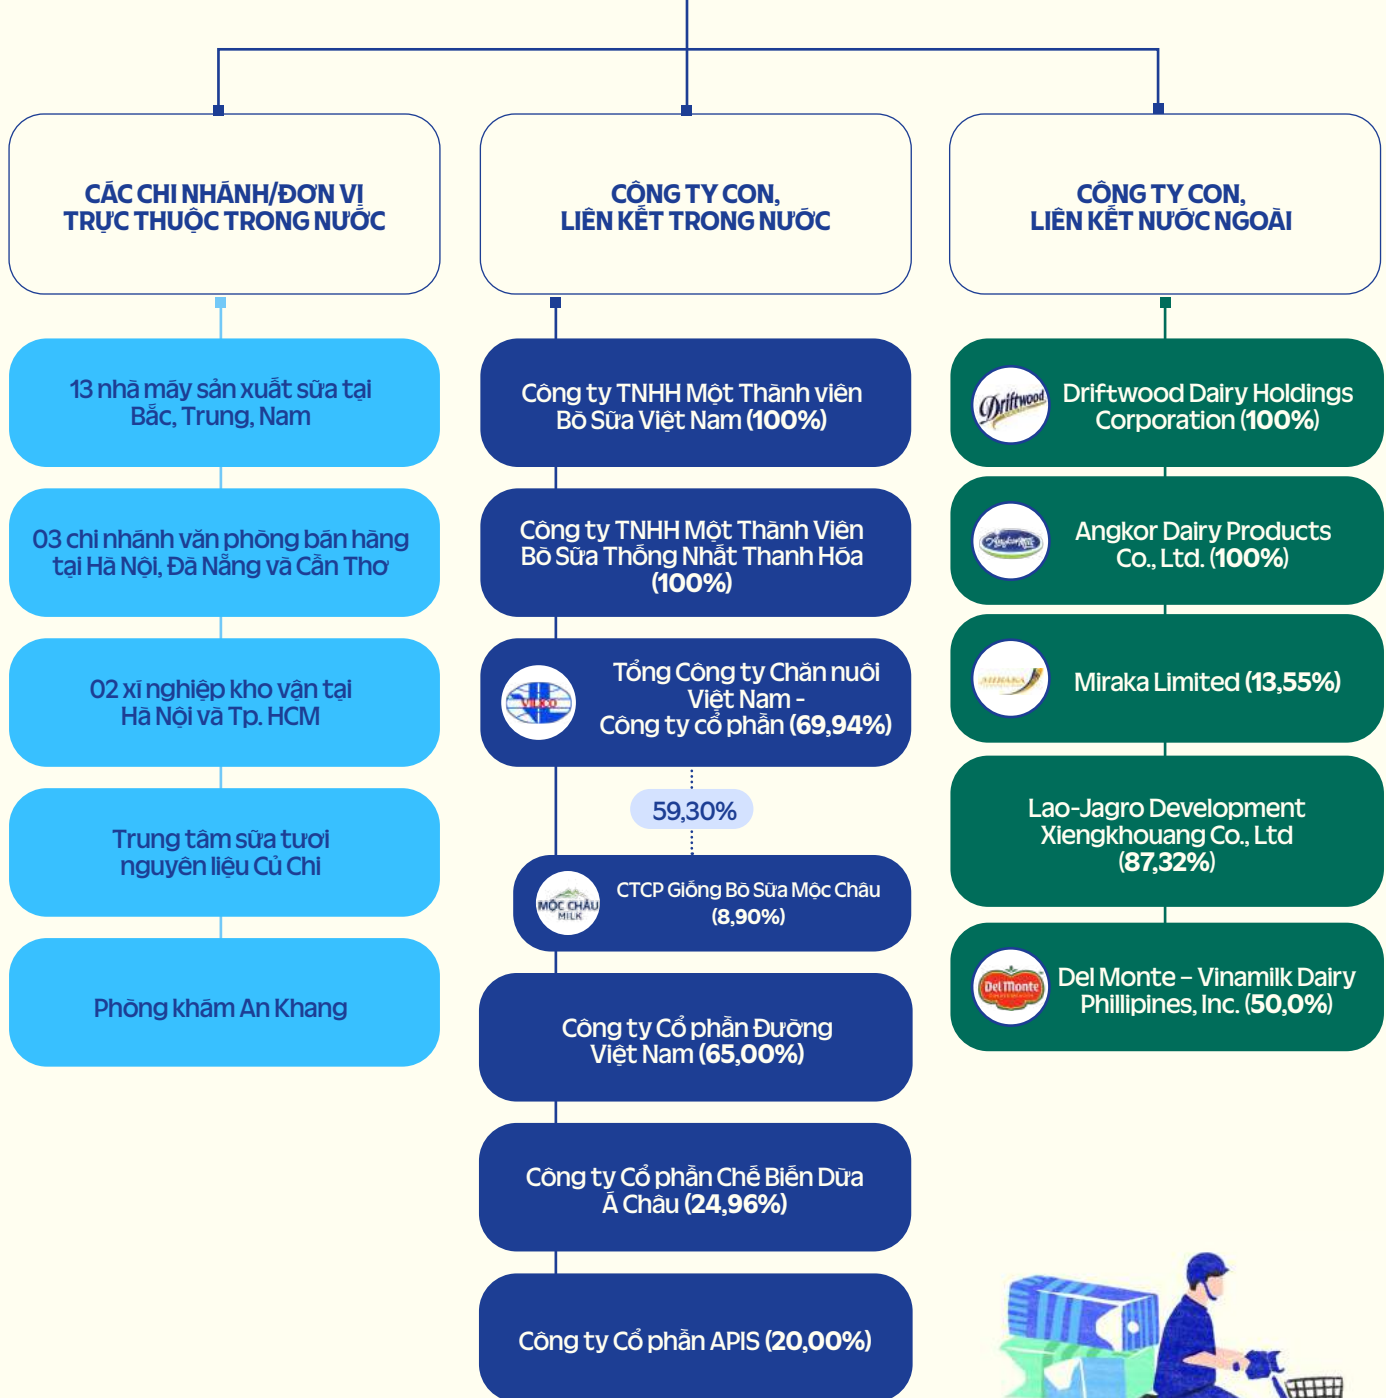 CÁC CHI NHÁNH/ĐƠN VỊ
TRỰC THUỘC TRONG NƯỚC
13 nhà máy sản xuất sữa tại
Bắc, Trung, Nam
03 chi nhánh văn phòng bán hàng
tại Hà Nội, Đà Nẵng và Cần Thơ
02 xí nghiệp kho vận tại
Hà Nội và Tp. HCM
Trung tâm sữa tươi
nguyên liệu Củ Chi
Phòng khám An Khang
CÔNG TY CON,
LIÊN KẾT TRONG NƯỚC
Công ty TNHH Một Thành viên
Bò Sữa Việt Nam (100%)
Công ty TNHH Một Thành Viên
Bò Sữa Thống Nhất Thanh Hóa
(100%)
VILICO
Tổng Công ty Chăn nuôi
Việt Nam -
Công ty cổ phần (69,94%)
59,30%
MỘC CHÂU
MILK
CTCP Giống Bò Sữa Mộc Châu
(8,90%)
Công ty Cổ phần Đường
Việt Nam (65,00%)
Công ty Cổ phần Chế Biến Dừa
Á Châu (24,96%)
Công ty Cổ phần APIS (20,00%)
CÔNG TY CON,
LIÊN KẾT NƯỚC NGOÀI
Driftwood
Driftwood Dairy Holdings
Corporation (100%)
Angkor Milk
Angkor Dairy Products
Co., Ltd. (100%)
MIRAKA
Miraka Limited (13,55%)
Lao-Jagro Development
Xiengkhouang Co., Ltd
(87,32%)
Del Monte
Del Monte – Vinamilk Dairy
Phillipines, Inc. (50,0%)